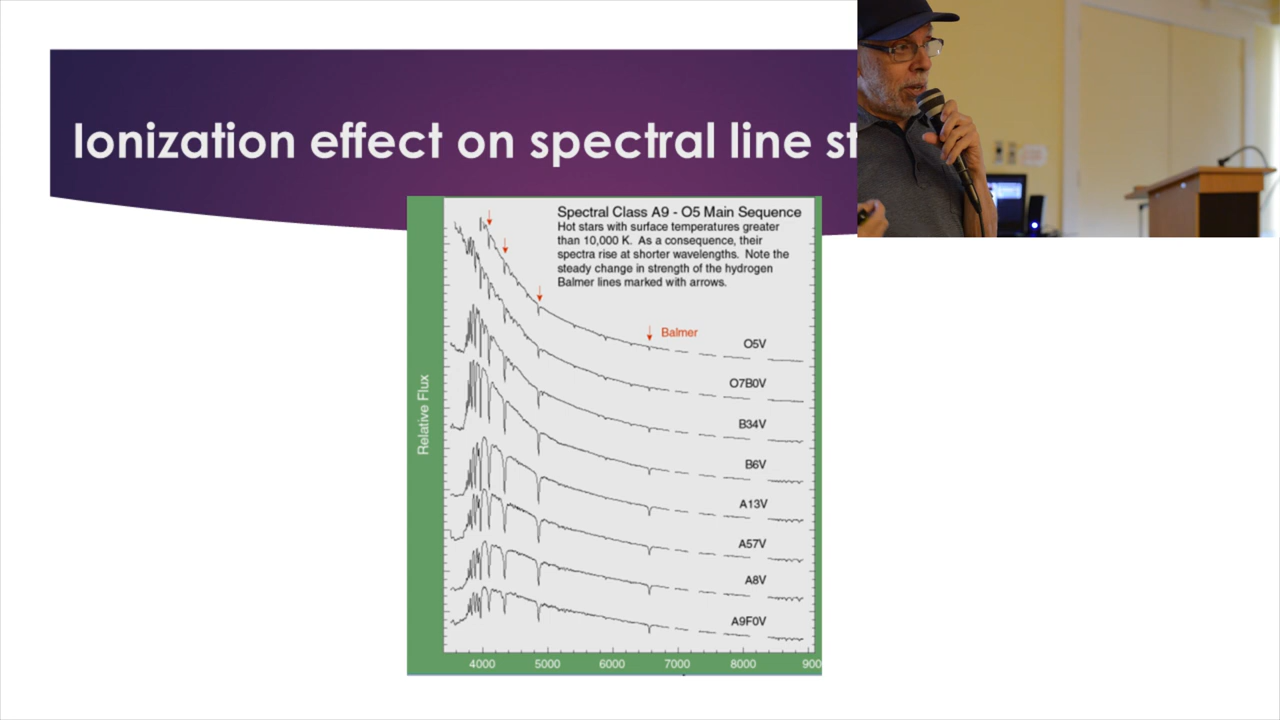 Ionization effect on spectral line st
Spectral Class A9 - O5 Main Sequence
Hot stars with surface temperatures greater
than 10,000 K. As a consequence, their
spectra rise at shorter wavelengths. Note the
steady change in strength of the hydrogen
Balmer lines marked with arrows.
Balmer
O5V
O7B0V
B34V
B6V
A13V
A57V
A8V
A9F0V
Relative Flux
4000 5000 6000 7000 8000 900